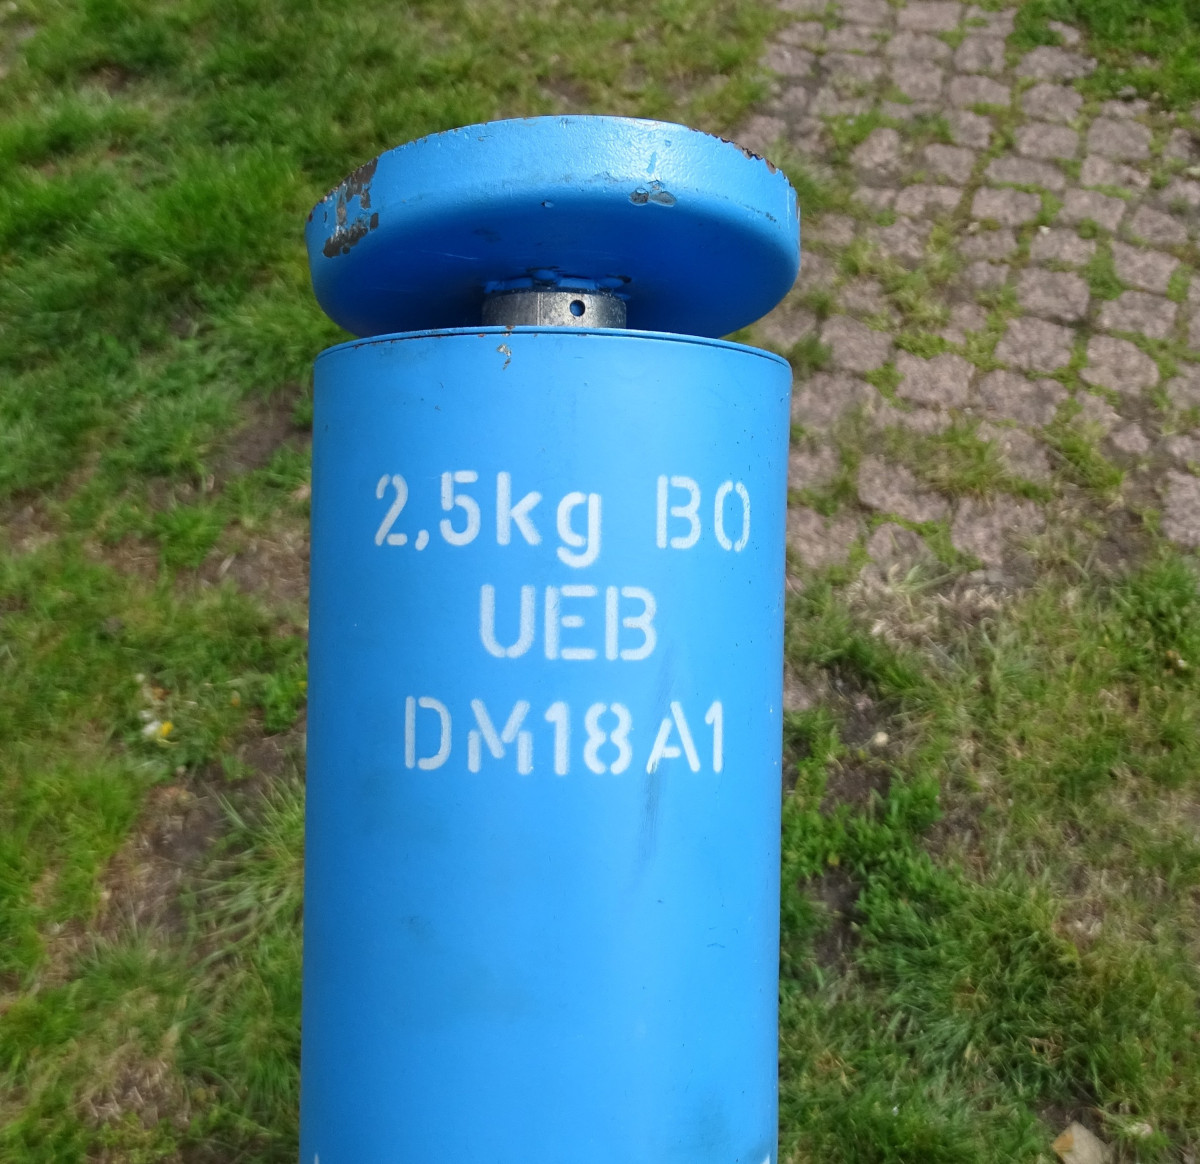 2,5kg BO
UEB
DM18A1